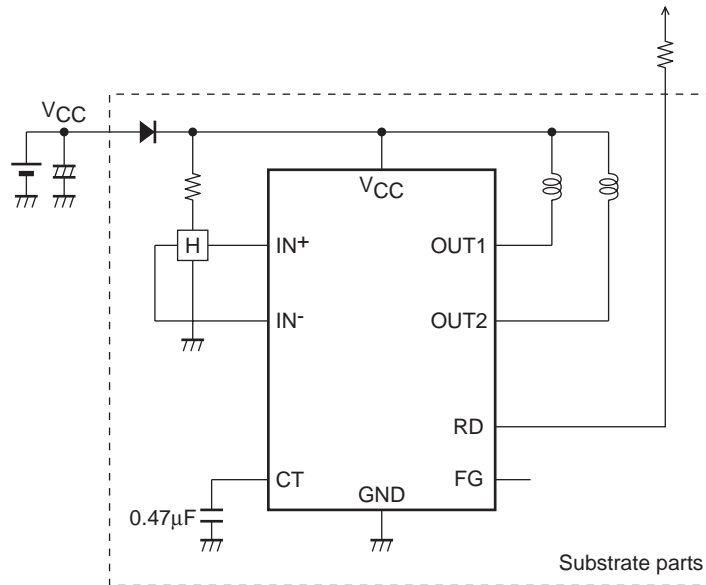 VCC
VCC
H
IN+
OUT1
IN-
OUT2
RD
CT
FG
GND
0.47µF
Substrate parts